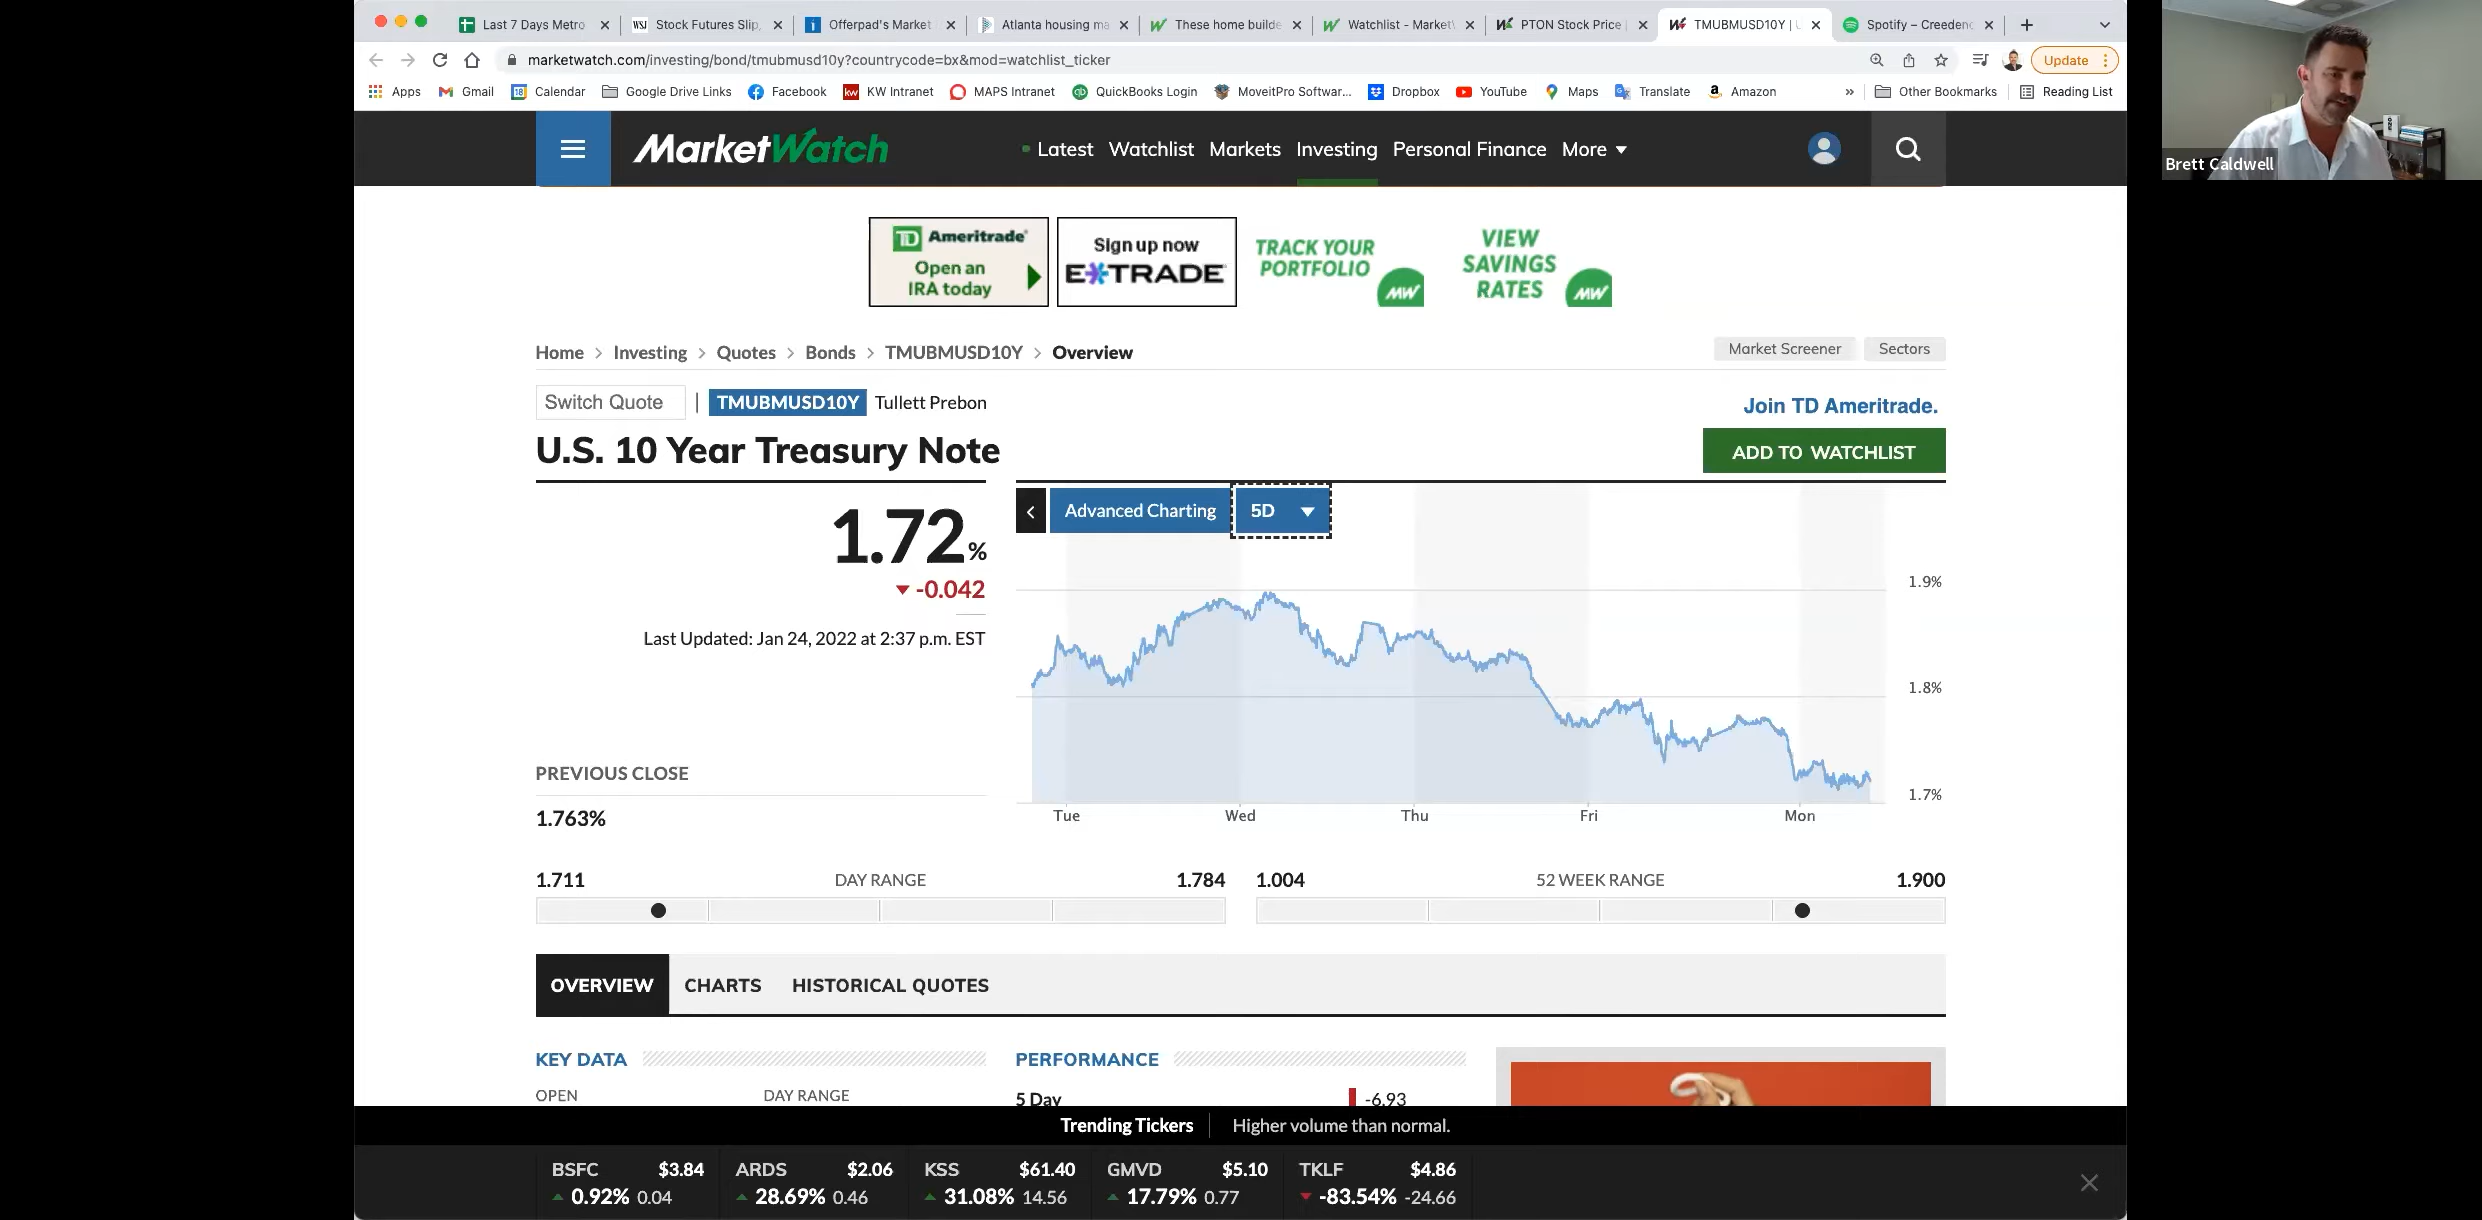 Last 7 Days Metro
Stock Futures Slip,
Offerpad's Market
Atlanta housing ma
These home builde
Watchlist - Market
PTON Stock Price
TMUBMUSD10Y | U
Spotify – Creedenc
marketwatch.com/investing/bond/tmubmusd10y?countrycode=bx&mod=watchlist_ticker
Update
Apps
Gmail
Calendar
Google Drive Links
Facebook
KW Intranet
MAPS Intranet
QuickBooks Login
MoveitPro Softwar...
Dropbox
YouTube
Maps
Translate
Amazon
»
Other Bookmarks
Reading List
Brett Caldwell
MarketWatch
Latest
Watchlist
Markets
Investing
Personal Finance
More
TD Ameritrade
Open an
IRA today
Sign up now
E*TRADE
TRACK YOUR
PORTFOLIO
MW
VIEW
SAVINGS
RATES
MW
Home > Investing > Quotes > Bonds > TMUBMUSD10Y > Overview
Market Screener
Sectors
Switch Quote
| TMUBMUSD10Y Tullett Prebon
Join TD Ameritrade.
U.S. 10 Year Treasury Note
ADD TO WATCHLIST
Advanced Charting
5D
1.72%
-0.042
Last Updated: Jan 24, 2022 at 2:37 p.m. EST
1.9%
1.8%
1.7%
Tue
Wed
Thu
Fri
Mon
PREVIOUS CLOSE
1.763%
1.711 DAY RANGE 1.784
1.004 52 WEEK RANGE 1.900
OVERVIEW
CHARTS
HISTORICAL QUOTES
KEY DATA
PERFORMANCE
OPEN
DAY RANGE
5 Day -6.93
Trending Tickers
Higher volume than normal.
BSFC $3.84
0.92% 0.04
ARDS $2.06
28.69% 0.46
KSS $61.40
31.08% 14.56
GMVD $5.10
17.79% 0.77
TKLF $4.86
-83.54% -24.66